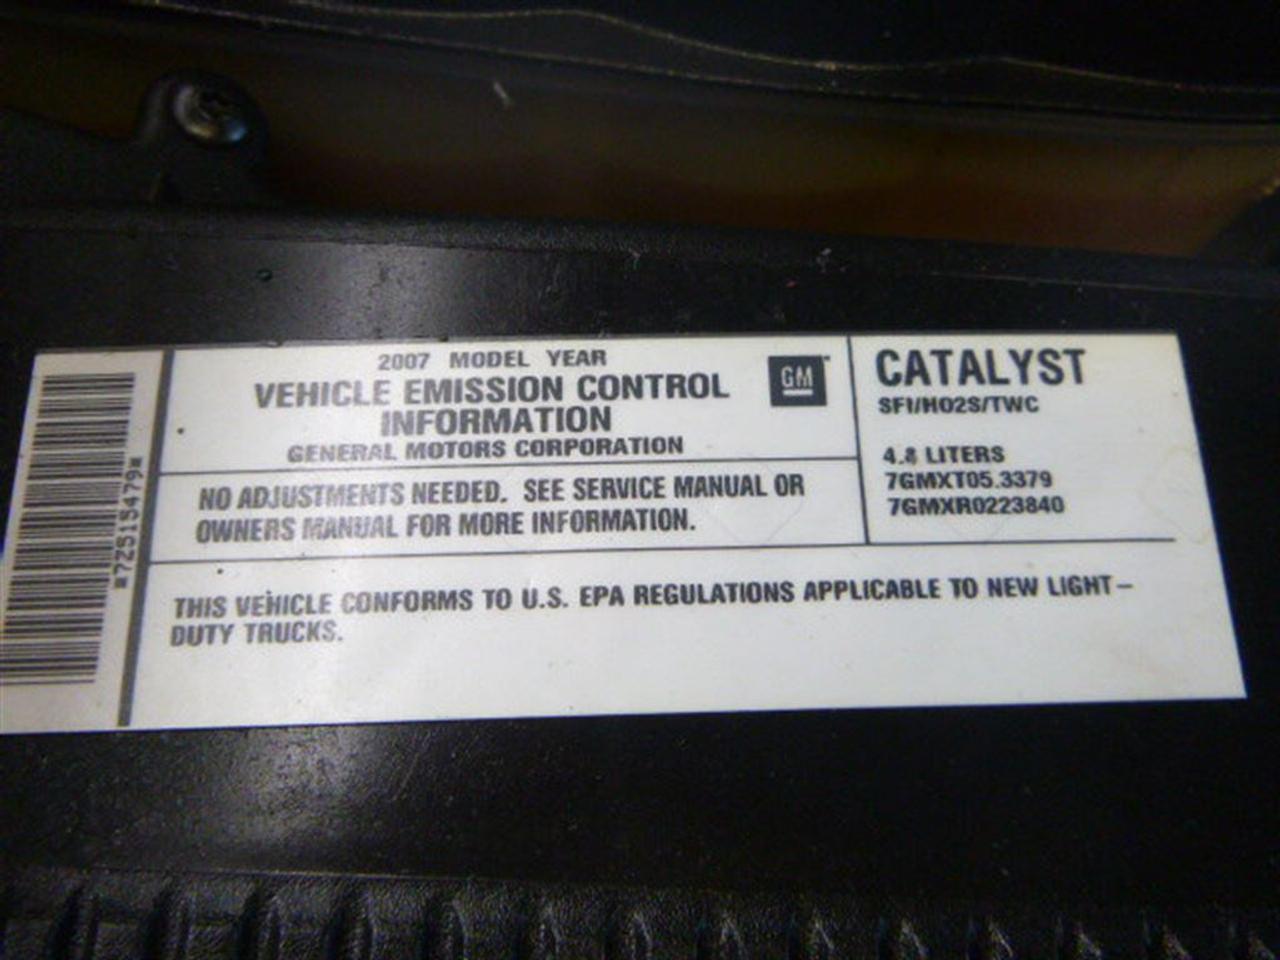 *7Z515479*
2007 MODEL YEAR
VEHICLE EMISSION CONTROL
INFORMATION
GENERAL MOTORS CORPORATION
GM
NO ADJUSTMENTS NEEDED. SEE SERVICE MANUAL OR
OWNERS MANUAL FOR MORE INFORMATION.
CATALYST
SFI/HO2S/TWC
4.8 LITERS
7GMXT05.3379
7GMXR0223840
THIS VEHICLE CONFORMS TO U.S. EPA REGULATIONS APPLICABLE TO NEW LIGHT-
DUTY TRUCKS.